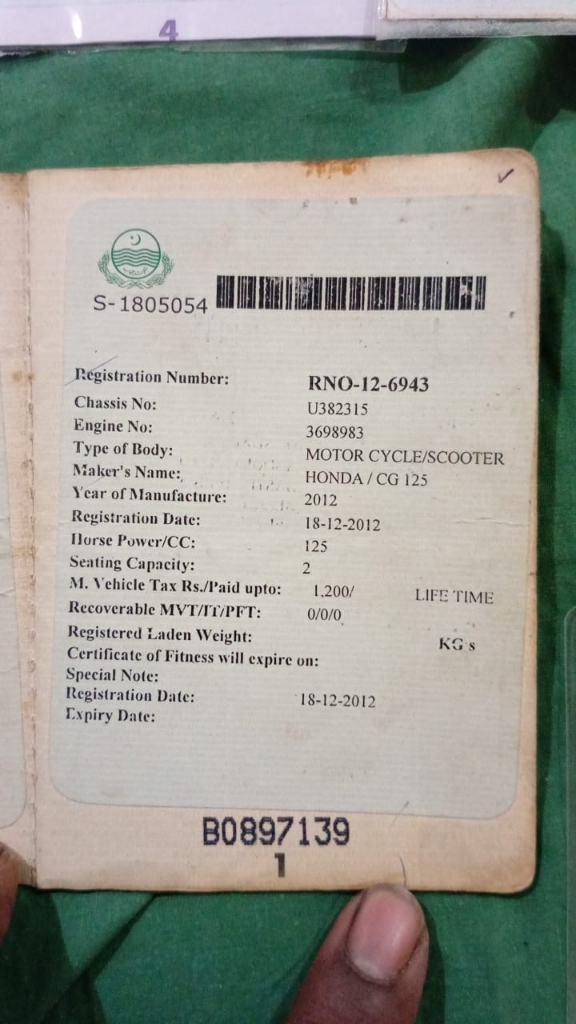 4
S-1805054
Registration Number: RNO-12-6943
Chassis No: U382315
Engine No: 3698983
Type of Body: MOTOR CYCLE/SCOOTER
Maker's Name: HONDA / CG 125
Year of Manufacture: 2012
Registration Date: 18-12-2012
Horse Power/CC: 125
Seating Capacity: 2
M. Vehicle Tax Rs./Paid upto: 1,200/ LIFE TIME
Recoverable MVT/IT/PFT: 0/0/0
Registered Laden Weight: KG s
Certificate of Fitness will expire on:
Special Note:
Registration Date: 18-12-2012
Expiry Date:
B0897139
1